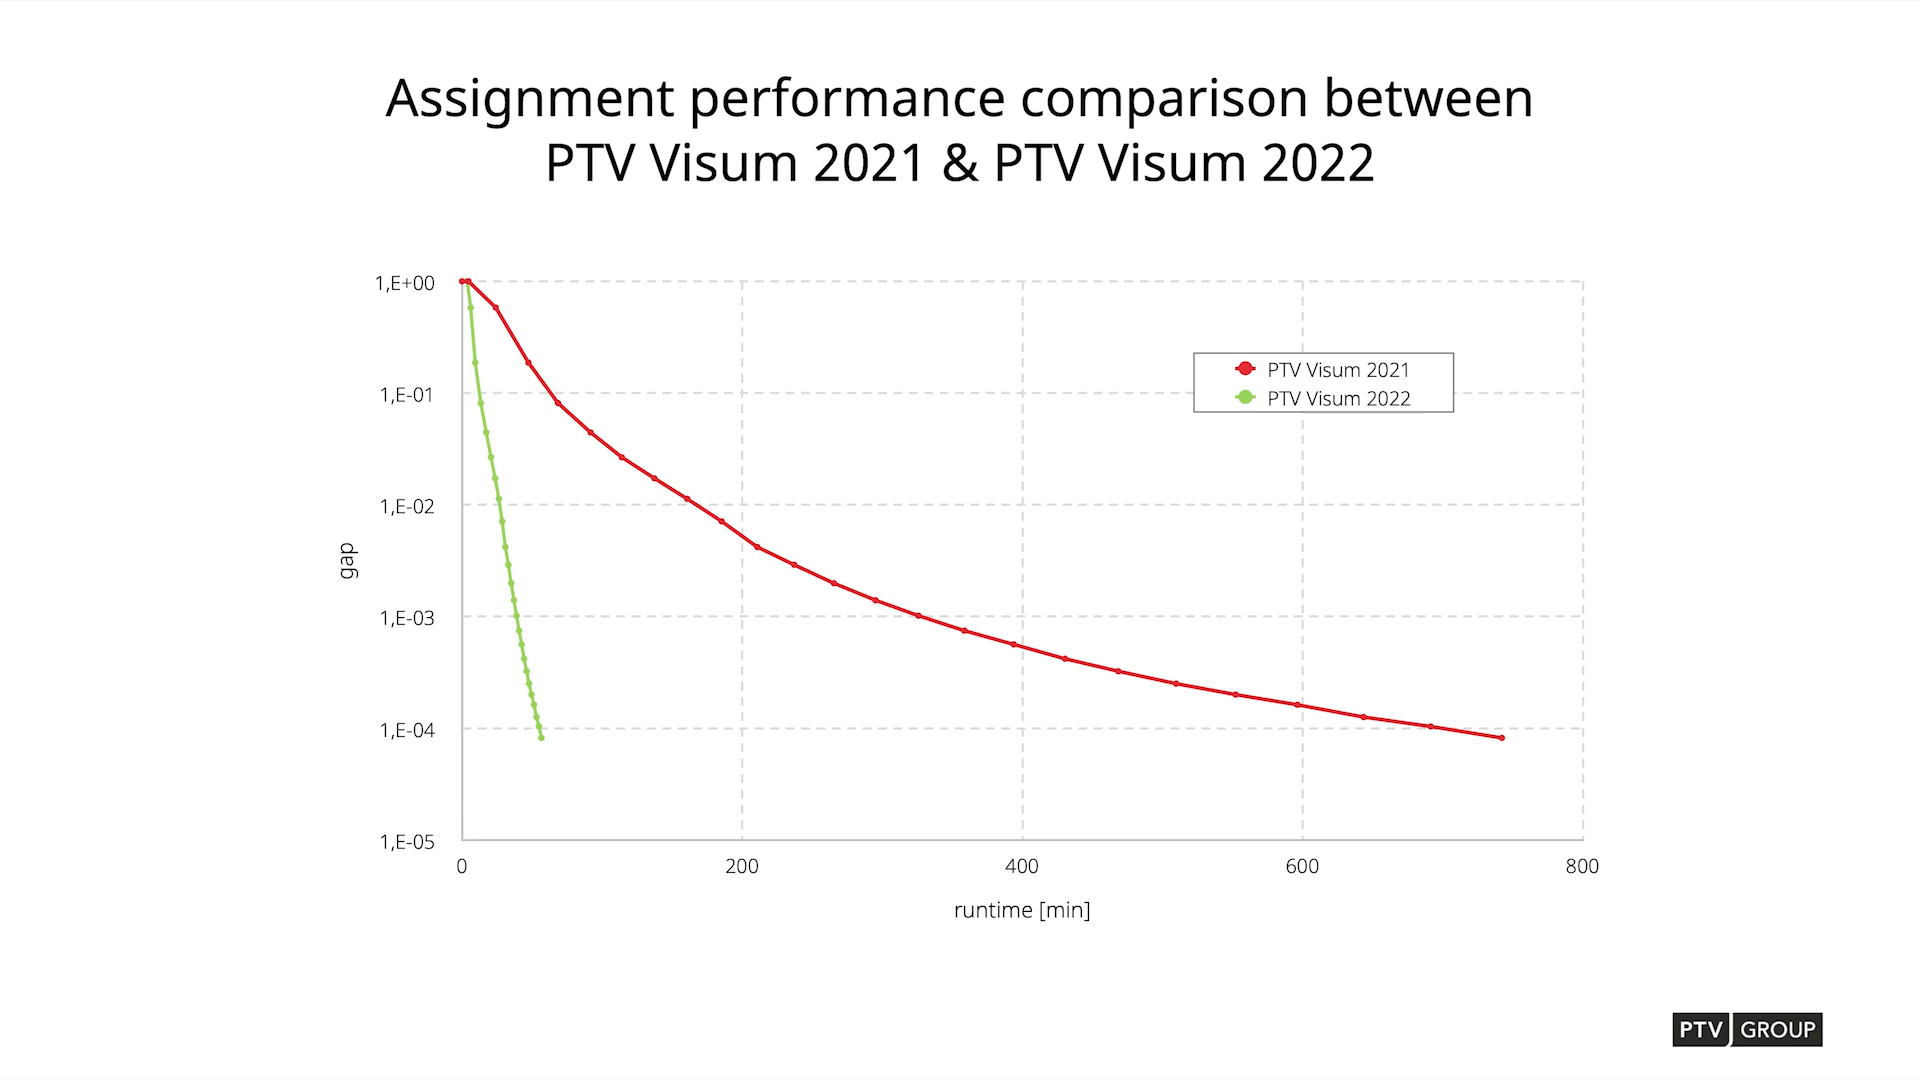 Assignment performance comparison between
PTV Visum 2021 & PTV Visum 2022
1,E+00
1,E-01
1,E-02
1,E-03
1,E-04
1,E-05
gap
PTV Visum 2021
PTV Visum 2022
0
200
400
600
800
runtime [min]
PTV GROUP